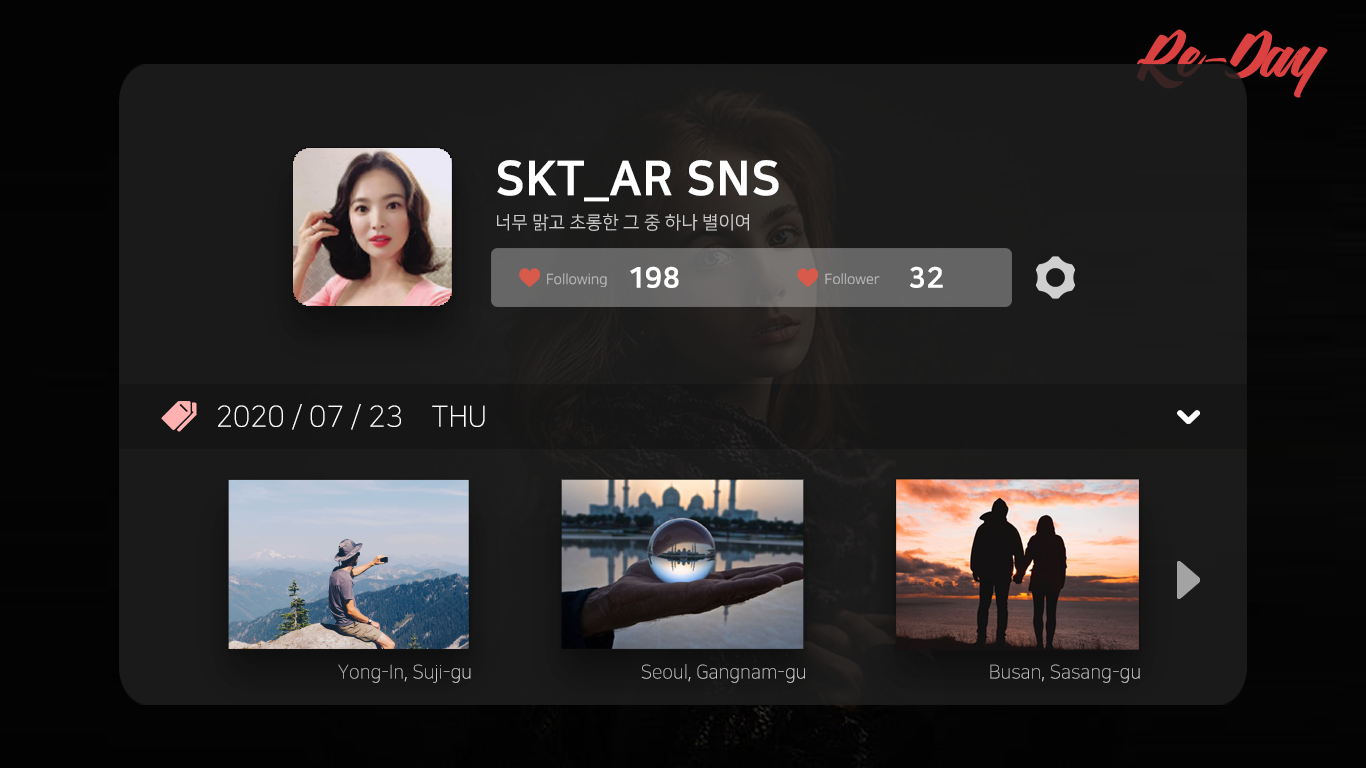 Re-Day
SKT_AR SNS
너무 맑고 초롱한 그 중 하나 별이여
Following 198 Follower 32
2020 / 07 / 23 THU
Yong-In, Suji-gu
Seoul, Gangnam-gu
Busan, Sasang-gu